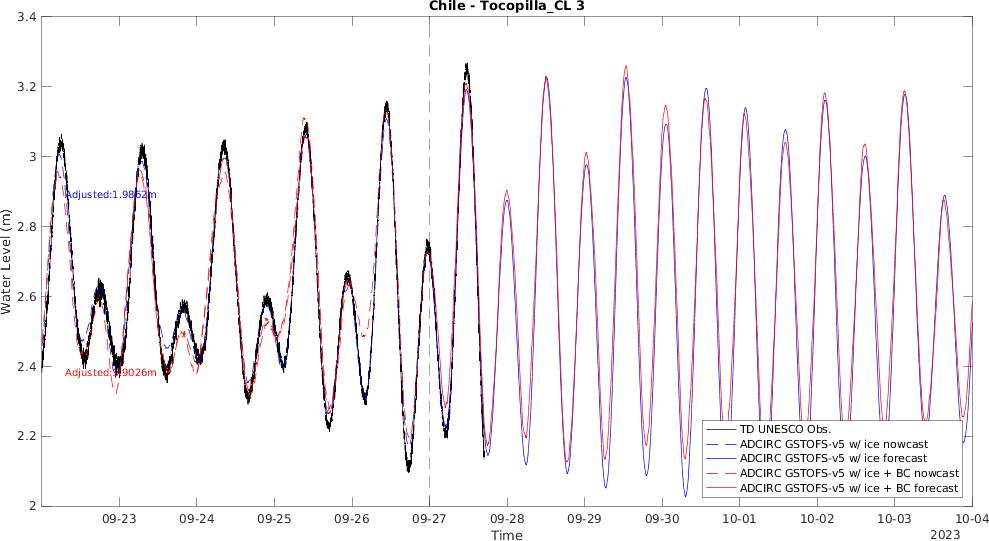 Chile - Tocopilla_CL 3
3.4
3.2
3
2.8
2.6
2.4
2.2
2
Water Level (m)
Adjusted:1.9862m
Adjusted:1.9026m
TD UNESCO Obs.
ADCIRC GSTOFS-v5 w/ ice nowcast
ADCIRC GSTOFS-v5 w/ ice forecast
ADCIRC GSTOFS-v5 w/ ice + BC nowcast
ADCIRC GSTOFS-v5 w/ ice + BC forecast
09-23 09-24 09-25 09-26 09-27 09-28 09-29 09-30 10-01 10-02 10-03 10-04
Time
2023